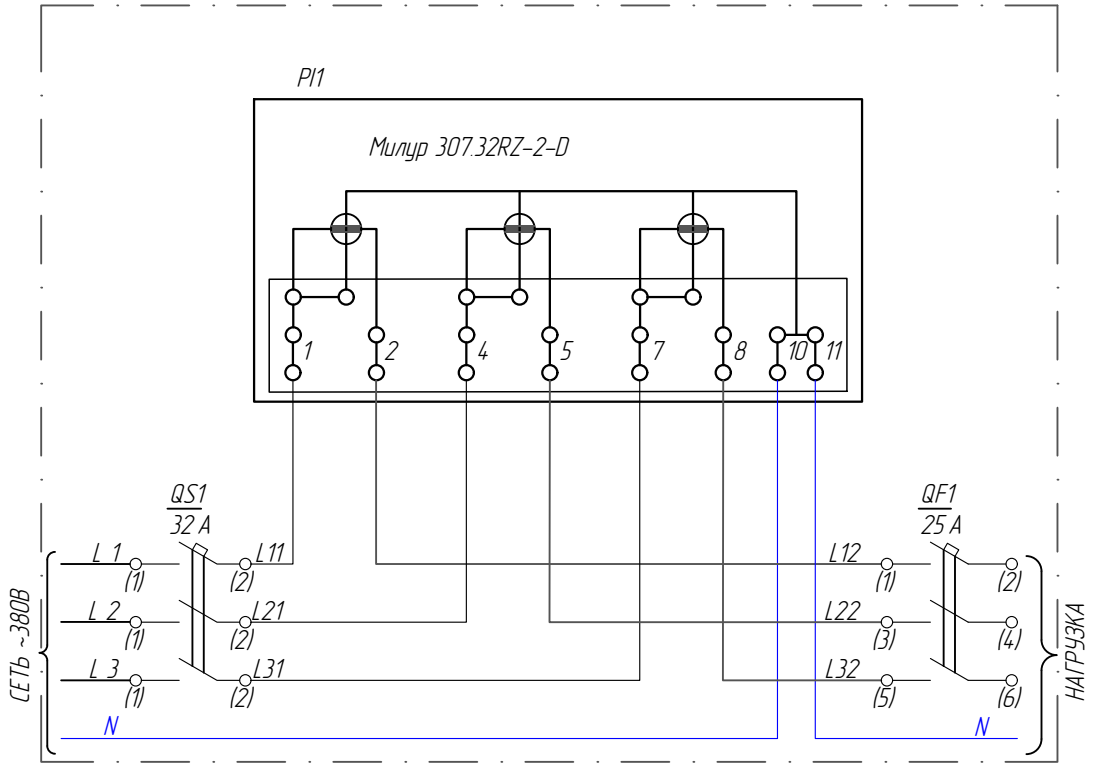 PI1
Милур 307.32RZ-2-D
1
2
4
5
7
8
10
11
QS1
32 А
QF1
25 А
L 1
(1)
(2)
L11
L12
(1)
(2)
L 2
(1)
(2)
L21
L22
(3)
(4)
L 3
(1)
(2)
L31
L32
(5)
(6)
N
N
СЕТЬ ~380В
НАГРУЗКА